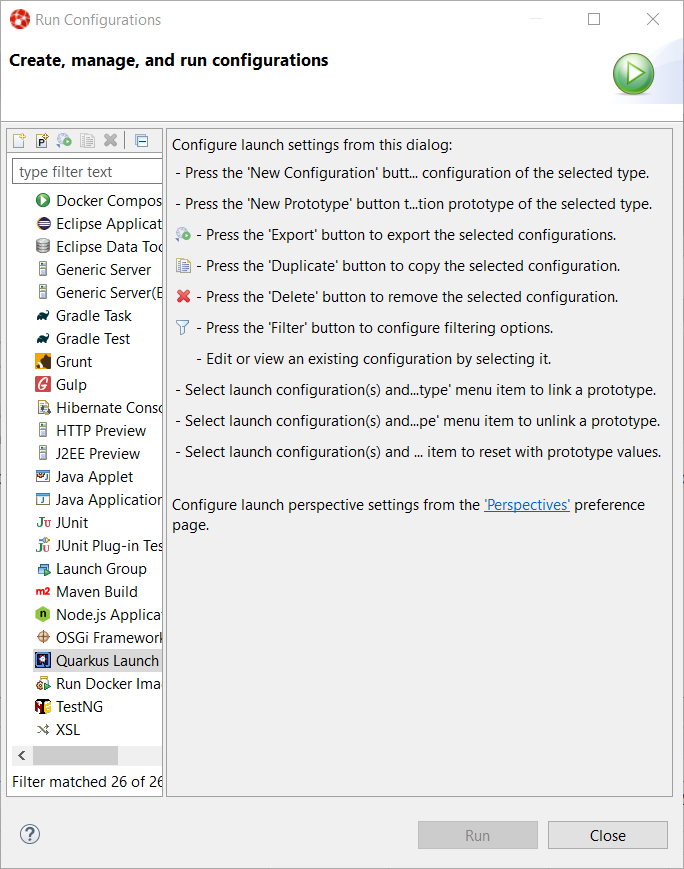 Run Configurations
Create, manage, and run configurations
P
type filter text
Docker Compos
Eclipse Applicat
Eclipse Data Too
Generic Server
Generic Server(E
Gradle Task
Gradle Test
Grunt
Gulp
Hibernate Conso
HTTP Preview
J2EE Preview
Java Applet
Java Application
JUnit
JUnit Plug-in Tes
Launch Group
m2 Maven Build
Node.js Applica
OSGi Framework
Quarkus Launch
Run Docker Ima
TestNG
XSL
Filter matched 26 of 26
Configure launch settings from this dialog:
- Press the 'New Configuration' butt... configuration of the selected type.
- Press the 'New Prototype' button t...tion prototype of the selected type.
- Press the 'Export' button to export the selected configurations.
- Press the 'Duplicate' button to copy the selected configuration.
- Press the 'Delete' button to remove the selected configuration.
- Press the 'Filter' button to configure filtering options.
- Edit or view an existing configuration by selecting it.
- Select launch configuration(s) and...type' menu item to link a prototype.
- Select launch configuration(s) and...pe' menu item to unlink a prototype.
- Select launch configuration(s) and ... item to reset with prototype values.
Configure launch perspective settings from the 'Perspectives' preference
page.
?
Run
Close